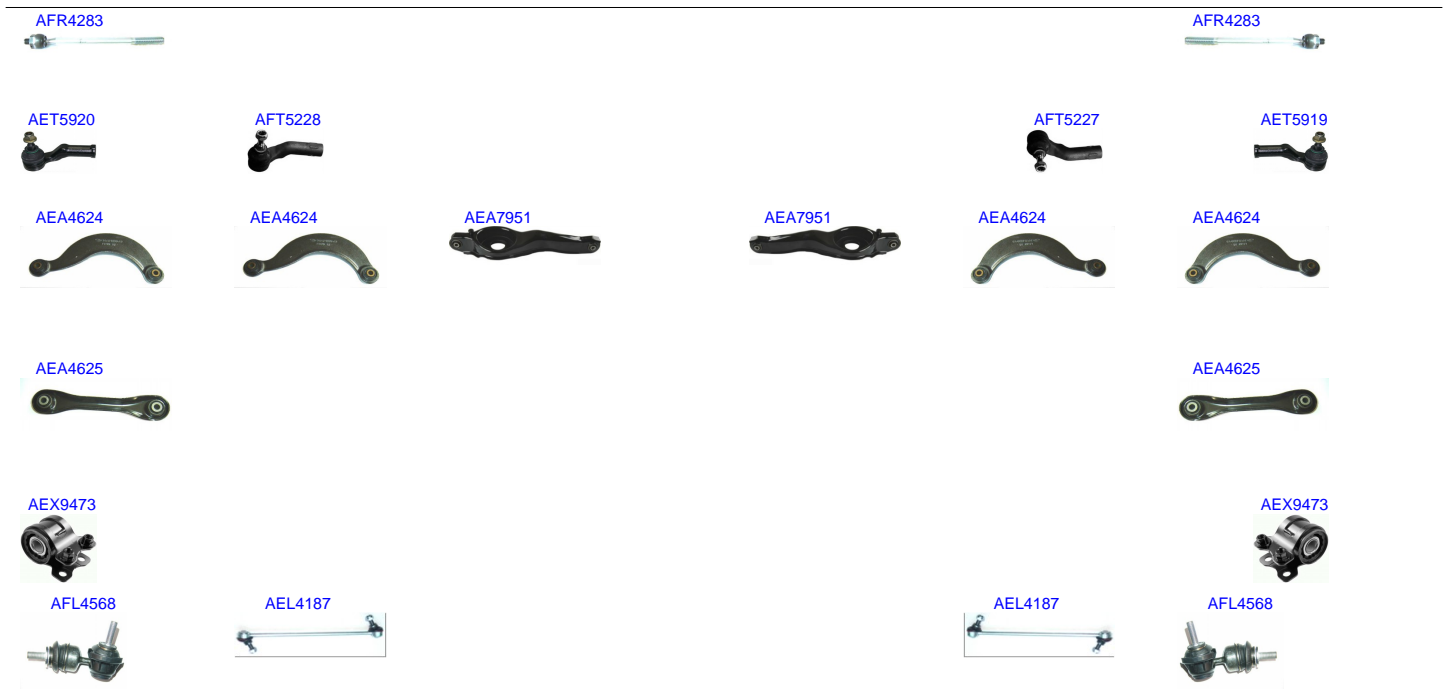 AFR4283 AFR4283
AET5920 AFT5228 AFT5227 AET5919
AEA4624 AEA4624 AEA7951 AEA7951 AEA4624 AEA4624
AEA4625 AEA4625
AEX9473 AEX9473
AFL4568 AEL4187 AEL4187 AFL4568